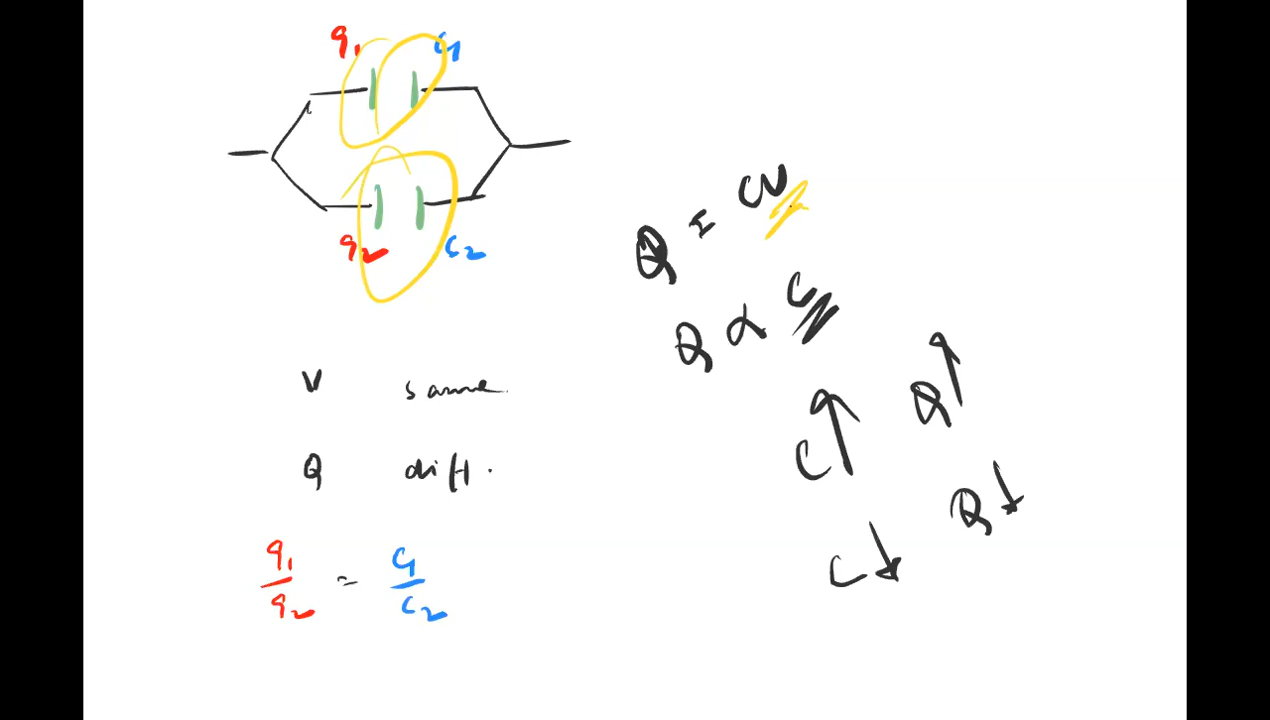 q₁ C₁
q₂ C₂
Q = CV
Q ∝ C
V same
Q diff.
C↑ Q↑
C↓ Q↓
q₁/q₂ = C₁/C₂